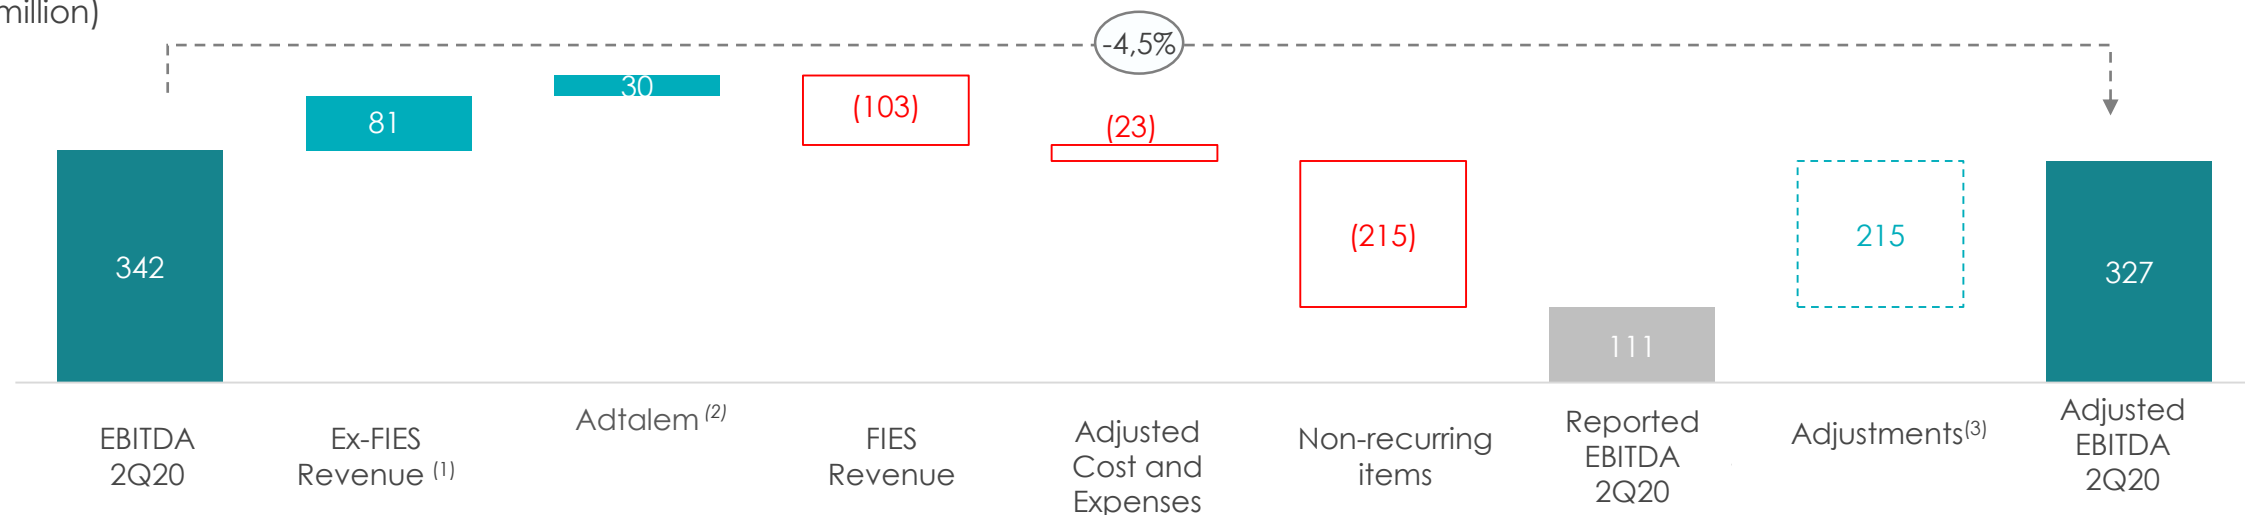 million)
-4,5%
30
81
(103)
(23)
(215)
215
342
327
111
EBITDA
2Q20
Ex-FIES
Revenue (1)
Adtalem (2)
FIES
Revenue
Adjusted
Cost and
Expenses
Non-recurring
items
Reported
EBITDA
2Q20
Adjustments(3)
Adjusted
EBITDA
2Q20